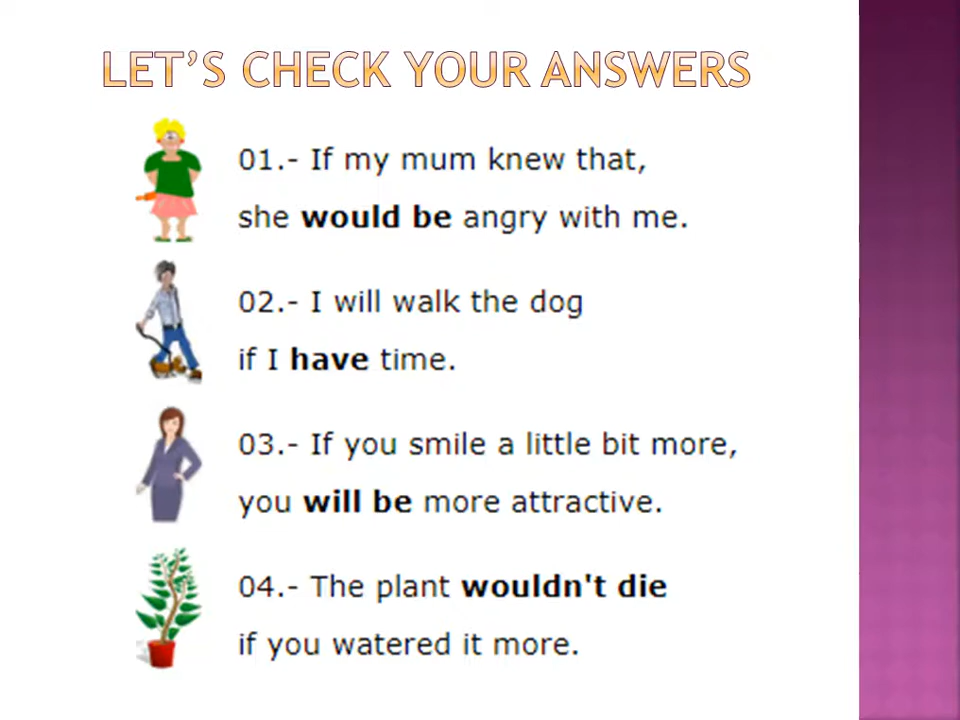 LET'S CHECK YOUR ANSWERS
01.- If my mum knew that,
she would be angry with me.
02.- I will walk the dog
if I have time.
03.- If you smile a little bit more,
you will be more attractive.
04.- The plant wouldn't die
if you watered it more.